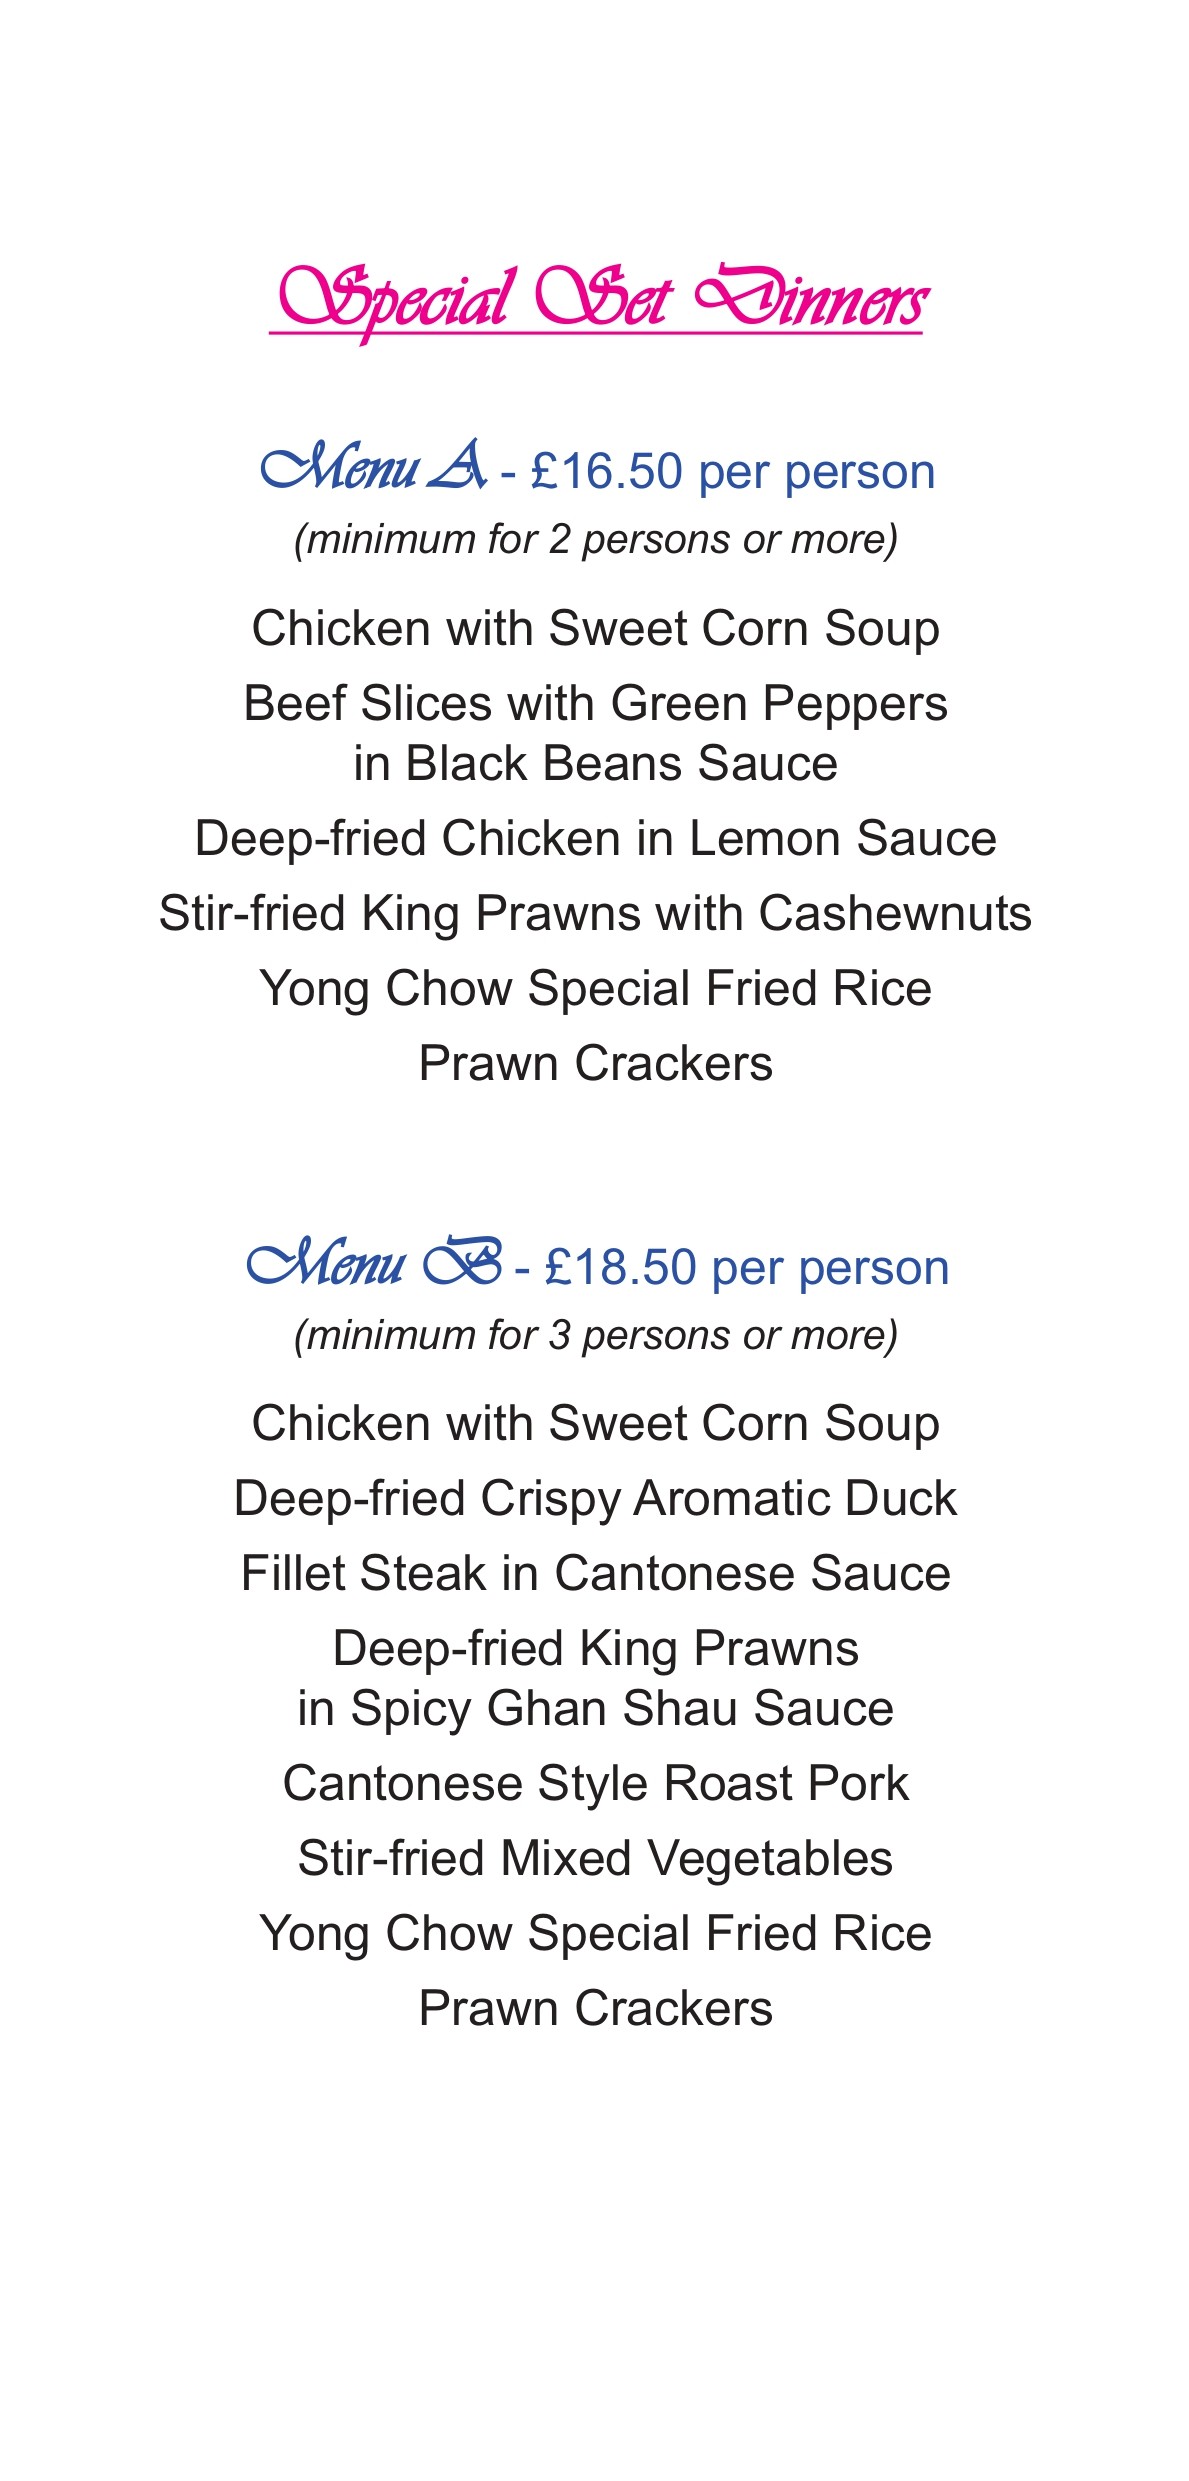 Special Set Dinners
Menu A - £16.50 per person
(minimum for 2 persons or more)
Chicken with Sweet Corn Soup
Beef Slices with Green Peppers
in Black Beans Sauce
Deep-fried Chicken in Lemon Sauce
Stir-fried King Prawns with Cashewnuts
Yong Chow Special Fried Rice
Prawn Crackers
Menu B - £18.50 per person
(minimum for 3 persons or more)
Chicken with Sweet Corn Soup
Deep-fried Crispy Aromatic Duck
Fillet Steak in Cantonese Sauce
Deep-fried King Prawns
in Spicy Ghan Shau Sauce
Cantonese Style Roast Pork
Stir-fried Mixed Vegetables
Yong Chow Special Fried Rice
Prawn Crackers